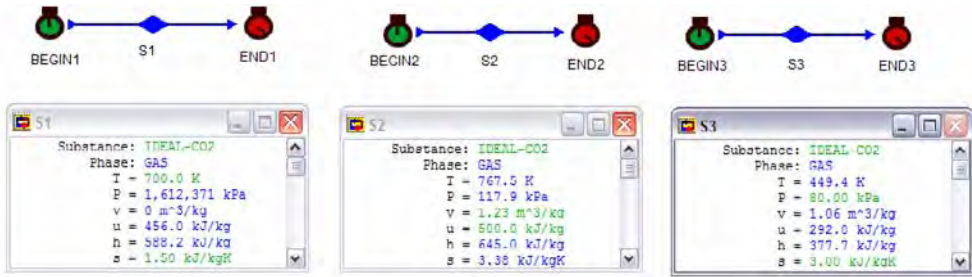 BEGIN1
S1
END1
BEGIN2
S2
END2
BEGIN3
S3
END3
S1
Substance: IDEAL-CO2
Phase: GAS
T = 700.0 K
P = 1,612,371 kPa
v = 0 m^3/kg
u = 456.0 kJ/kg
h = 588.2 kJ/kg
s = 1.50 kJ/kgK
S2
Substance: IDEAL-CO2
Phase: GAS
T = 767.5 K
P = 117.9 kPa
v = 1.23 m^3/kg
u = 500.0 kJ/kg
h = 645.0 kJ/kg
s = 3.38 kJ/kgK
S3
Substance: IDEAL-CO2
Phase: GAS
T = 449.4 K
P = 80.00 kPa
v = 1.06 m^3/kg
u = 292.0 kJ/kg
h = 377.7 kJ/kg
s = 3.00 kJ/kgK